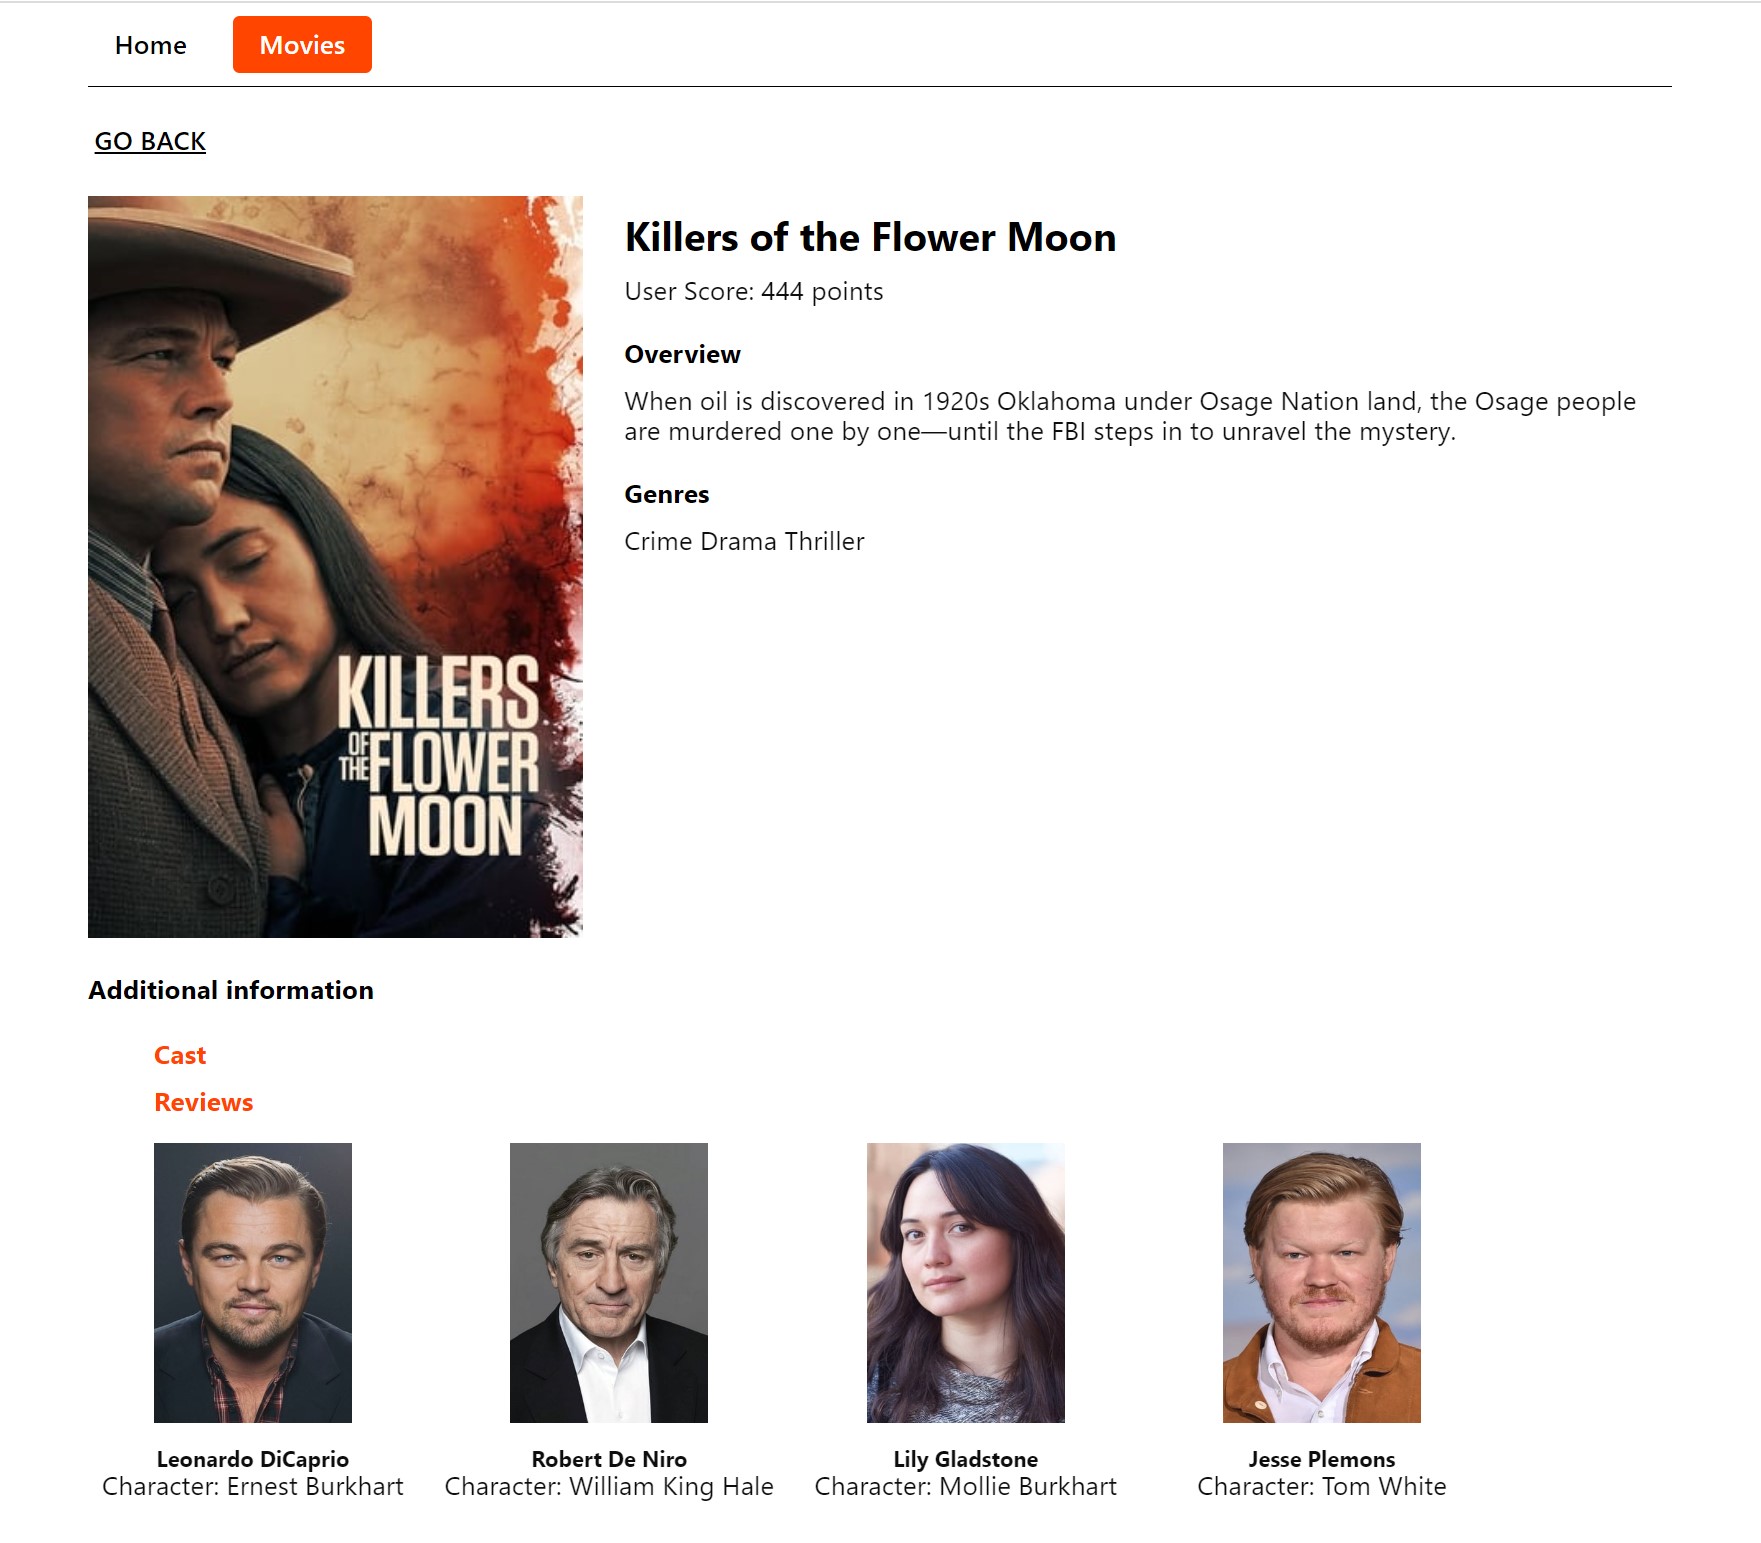 Home
Movies
GO BACK
KILLERS
OF
THE FLOWER
MOON
Killers of the Flower Moon
User Score: 444 points
Overview
When oil is discovered in 1920s Oklahoma under Osage Nation land, the Osage people
are murdered one by one—until the FBI steps in to unravel the mystery.
Genres
Crime Drama Thriller
Additional information
Cast
Reviews
Leonardo DiCaprio
Character: Ernest Burkhart
Robert De Niro
Character: William King Hale
Lily Gladstone
Character: Mollie Burkhart
Jesse Plemons
Character: Tom White